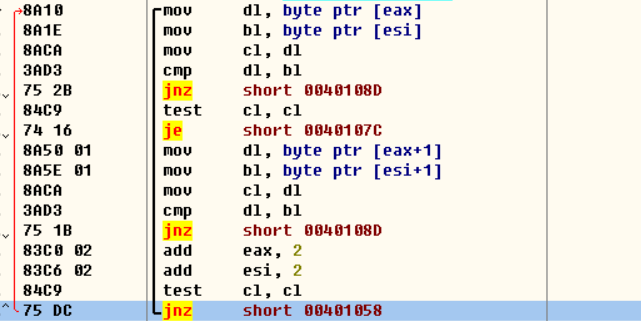 8A10 mov dl, byte ptr [eax]
8A1E mov bl, byte ptr [esi]
8ACA mov cl, dl
3AD3 cmp dl, bl
75 2B jnz short 0040108D
84C9 test cl, cl
74 16 je short 0040107C
8A50 01 mov dl, byte ptr [eax+1]
8A5E 01 mov bl, byte ptr [esi+1]
8ACA mov cl, dl
3AD3 cmp dl, bl
75 1B jnz short 0040108D
83C0 02 add eax, 2
83C6 02 add esi, 2
84C9 test cl, cl
75 DC jnz short 00401058